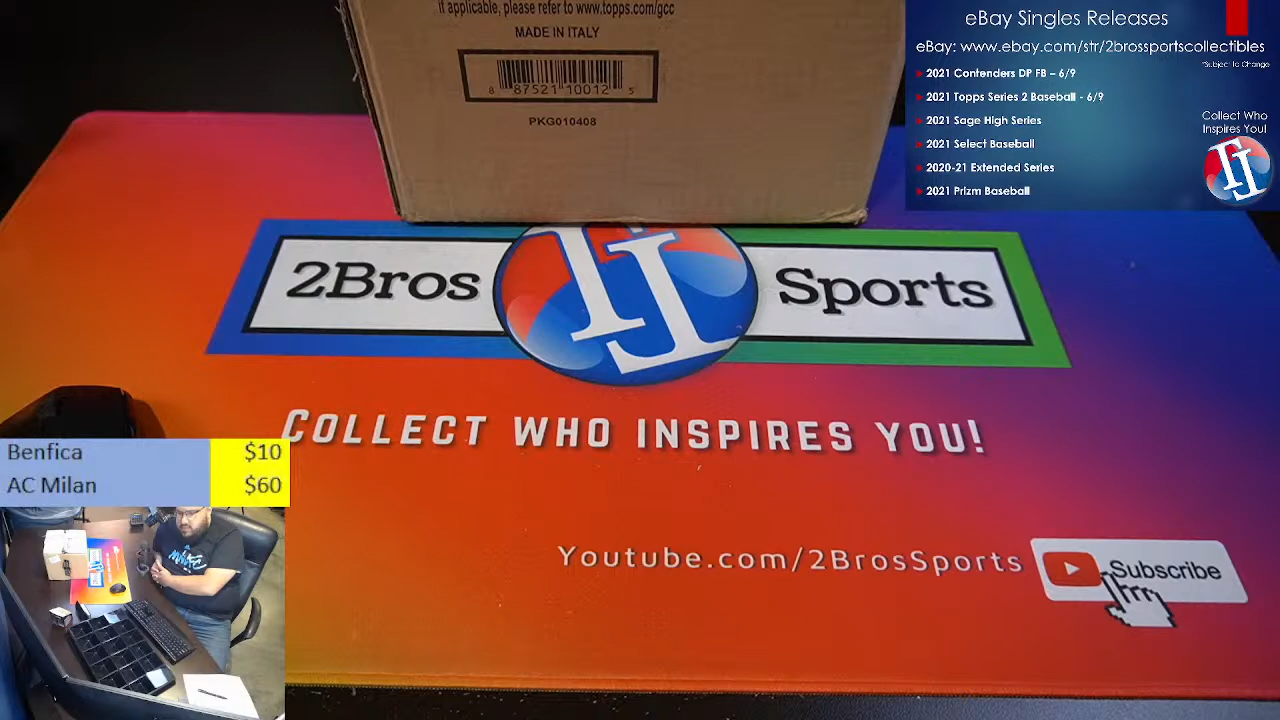 if applicable, please refer to www.topps.com/gcc
MADE IN ITALY
8 87521 10012 5
PKG010408
eBay Singles Releases
eBay: www.ebay.com/str/2brossportscollectibles
*Subject to Change
2021 Contenders DP FB – 6/9
2021 Topps Series 2 Baseball - 6/9
2021 Sage High Series
2021 Select Baseball
2020-21 Extended Series
2021 Prizm Baseball
Collect Who
Inspires You!
2Bros Sports
COLLECT WHO INSPIRES YOU!
Benfica $10
AC Milan $60
Youtube.com/2BrosSports
Subscribe